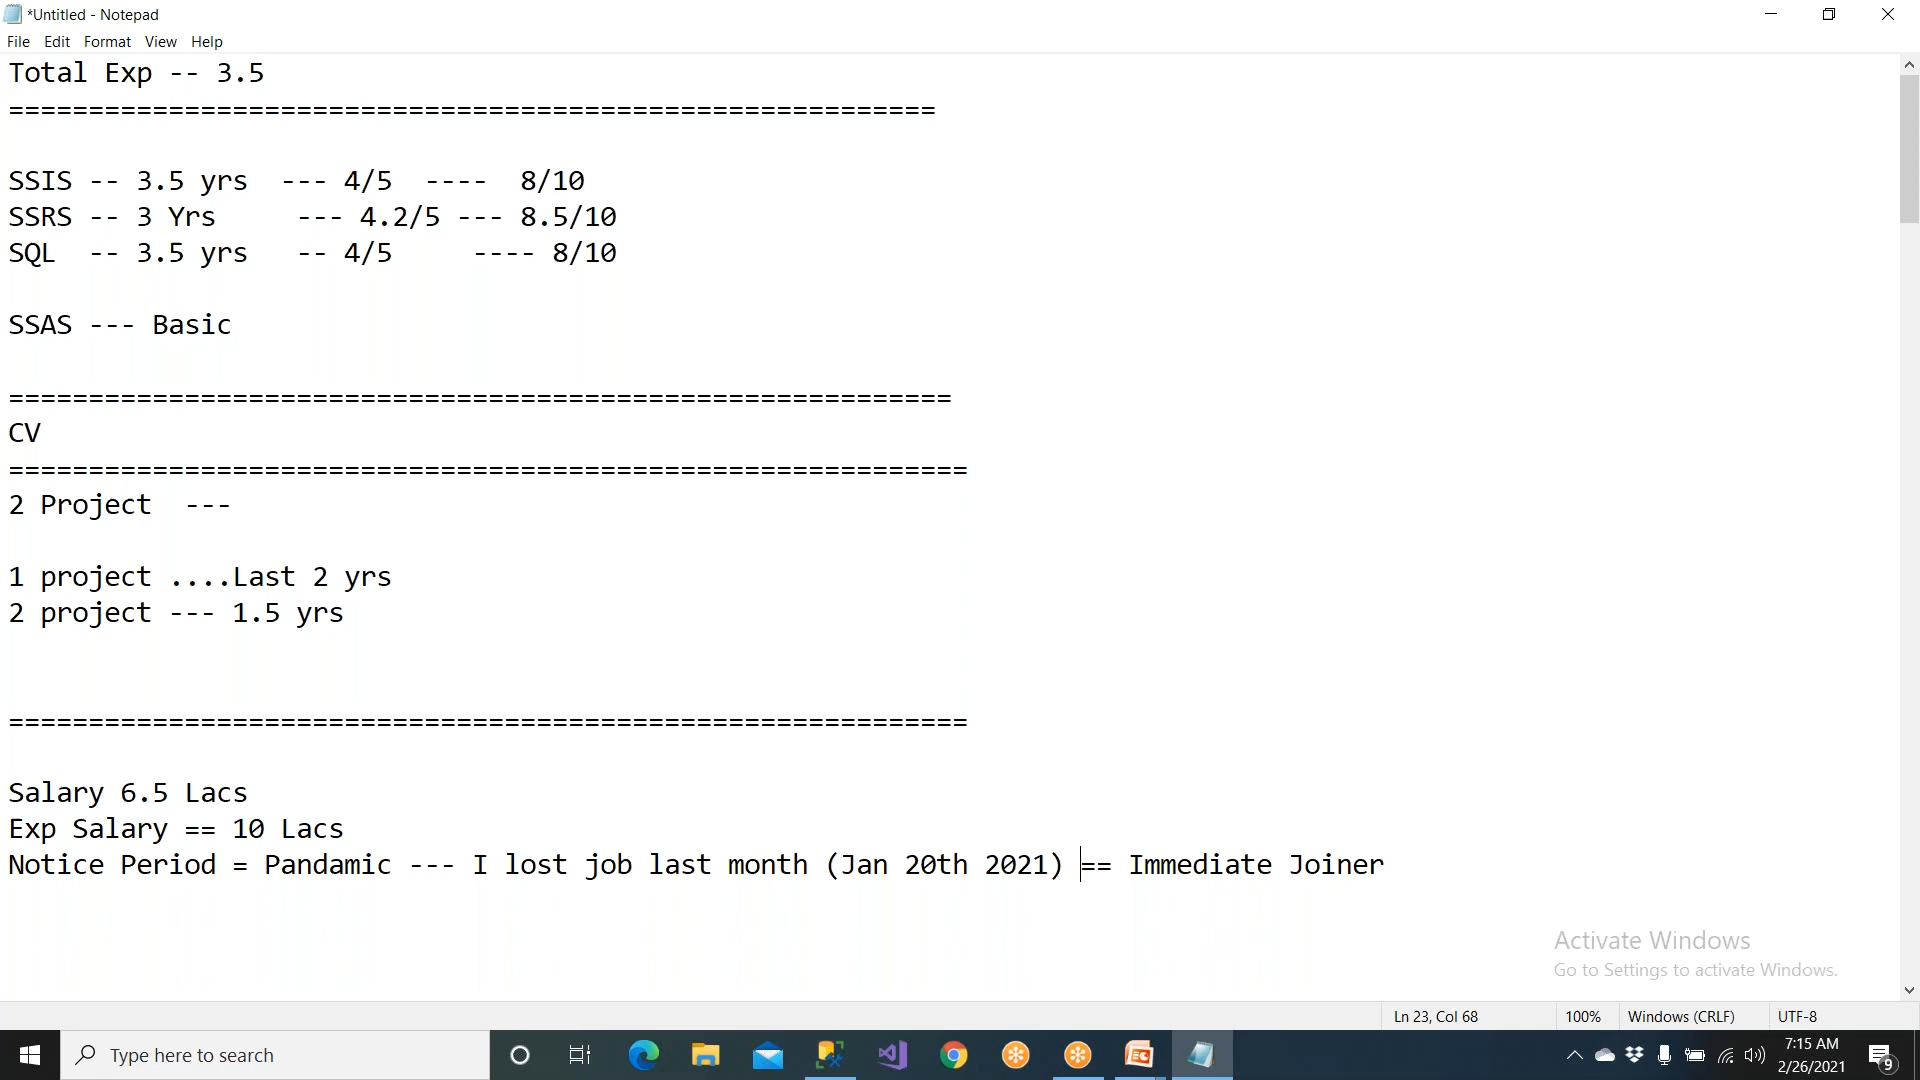 *Untitled - Notepad
File Edit Format View Help
Total Exp -- 3.5
==========================================================
SSIS -- 3.5 yrs  --- 4/5  ----  8/10
SSRS -- 3 Yrs     --- 4.2/5 --- 8.5/10
SQL  -- 3.5 yrs   -- 4/5     ---- 8/10
SSAS --- Basic
===========================================================
CV
============================================================
2 Project  ---
1 project ....Last 2 yrs
2 project --- 1.5 yrs
============================================================
Salary 6.5 Lacs
Exp Salary == 10 Lacs
Notice Period = Pandamic --- I lost job last month (Jan 20th 2021) == Immediate Joiner
Activate Windows
Go to Settings to activate Windows.
Ln 23, Col 68 100% Windows (CRLF) UTF-8
Type here to search
7:15 AM
2/26/2021
9